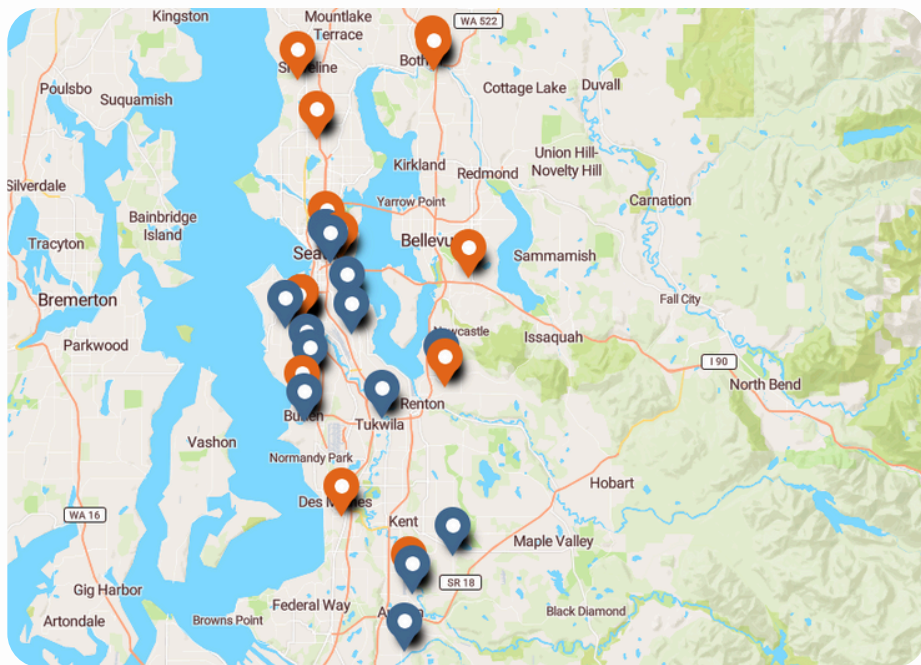 Kingston
Mountlake
Terrace
WA 522
Poulsbo
Suquamish
Cottage Lake
Duvall
Silverdale
Kirkland
Redmond
Union Hill-
Novelty Hill
Yarrow Point
Carnation
Bainbridge
Island
Tracyton
Sammamish
Bremerton
Fall City
Parkwood
Issaquah
I 90
North Bend
Renton
Tukwila
Vashon
Normandy Park
Hobart
WA 16
Kent
Maple Valley
SR 18
Gig Harbor
Artondale
Browns Point
Federal Way
Black Diamond